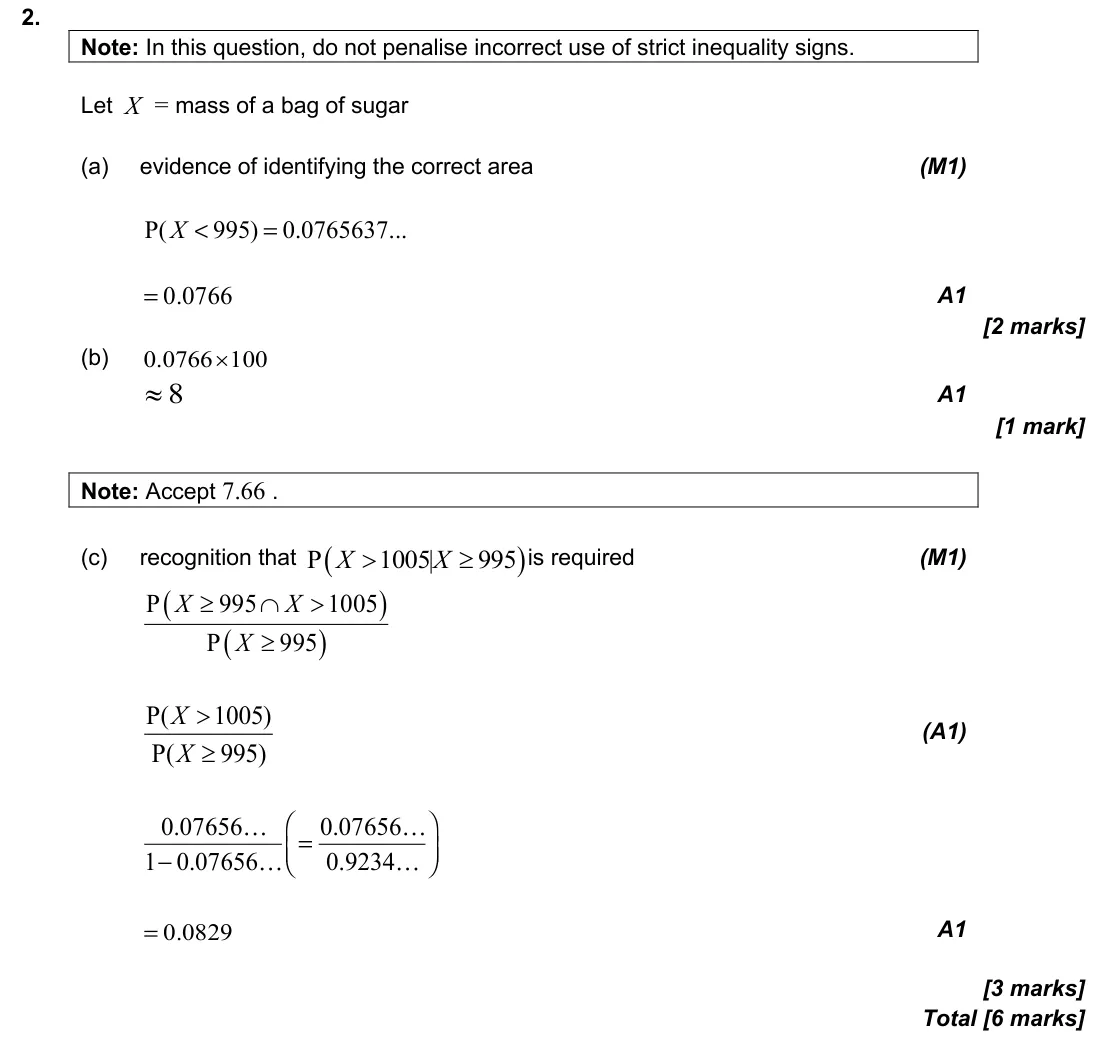 2.
Note: In this question, do not penalise incorrect use of strict inequality signs.
Let X = mass of a bag of sugar
(a) evidence of identifying the correct area (M1)
P(X < 995) = 0.0765637...
= 0.0766 A1
[2 marks]
(b) 0.0766×100
≈ 8 A1
[1 mark]
Note: Accept 7.66 .
(c) recognition that P(X > 1005|X ≥ 995) is required (M1)
P(X ≥ 995 ∩ X > 1005)
P(X ≥ 995)
P(X > 1005)
P(X ≥ 995)
(A1)
0.07656… ( = 0.07656… )
1−0.07656… 0.9234…
= 0.0829 A1
[3 marks]
Total [6 marks]